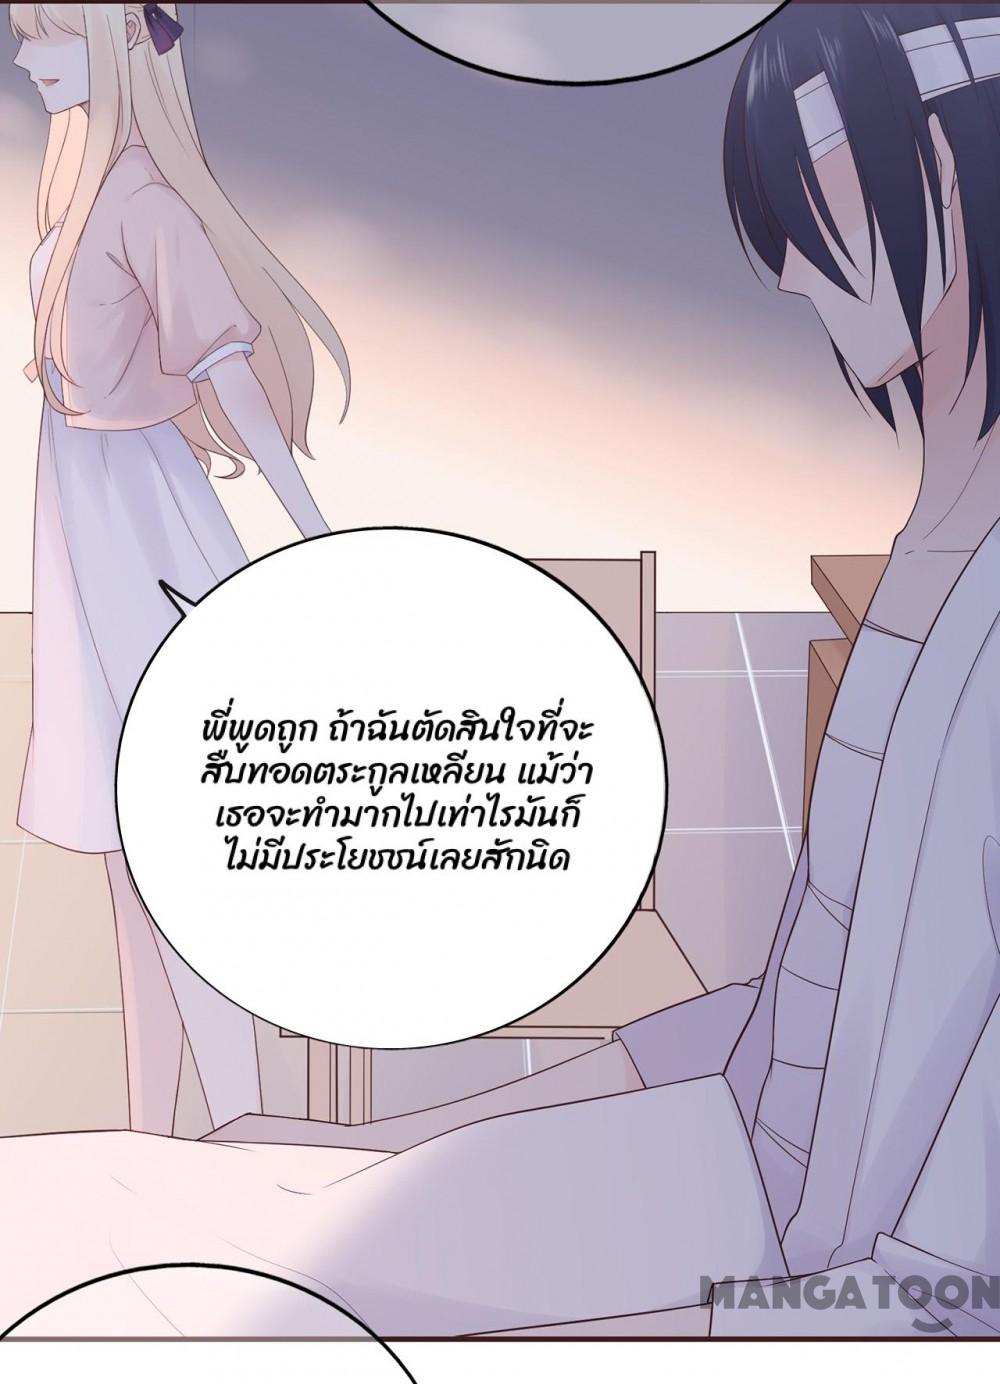 พี่พูดถูก ถ้าฉันตัดสินใจที่จะ
สืบทอดตระกูลเหลียน แม้ว่า
เธอจะทำมากไปเท่าไรมันก็
ไม่มีประโยชชน์เลยสักนิด
MANGATOON